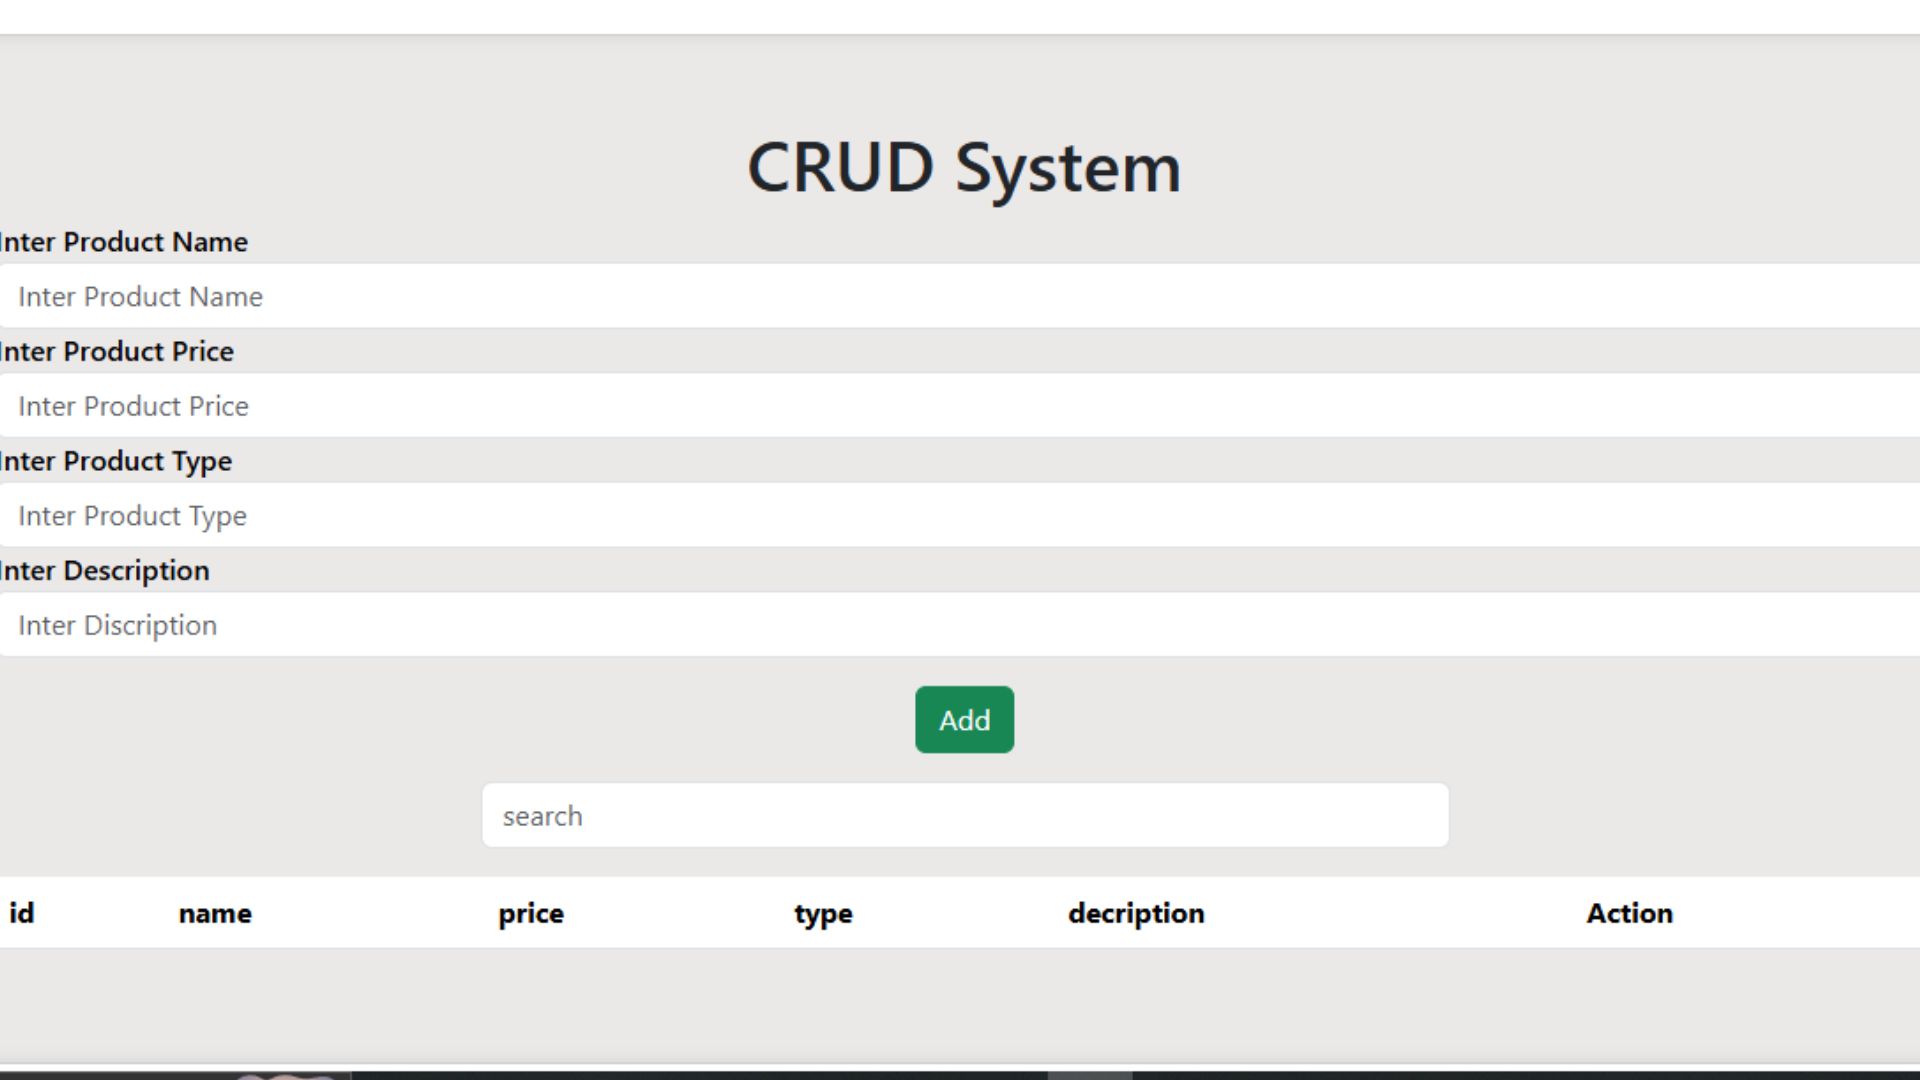 CRUD System
Inter Product Name
Inter Product Name
Inter Product Price
Inter Product Price
Inter Product Type
Inter Product Type
Inter Description
Inter Discription
Add
search
id name price type decription Action